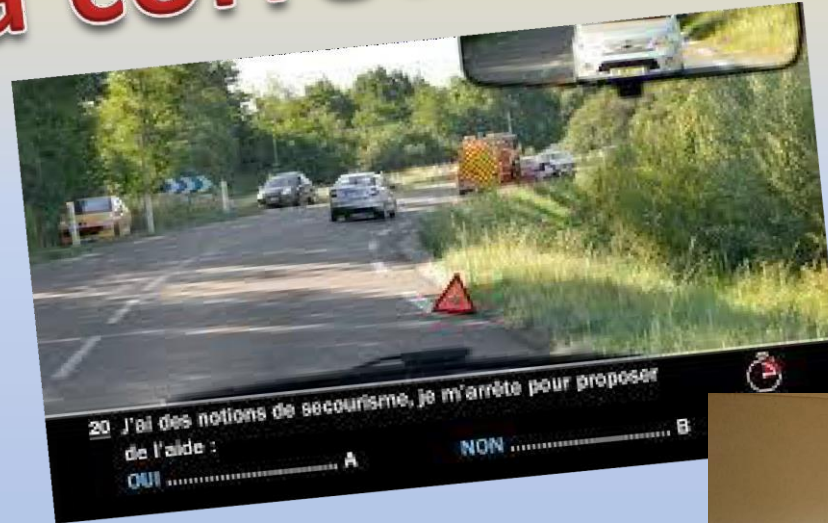 20 J'ai des notions de secourisme, je m'arrête pour proposer
de l'aide :
OUI .......................... A NON ........................ B